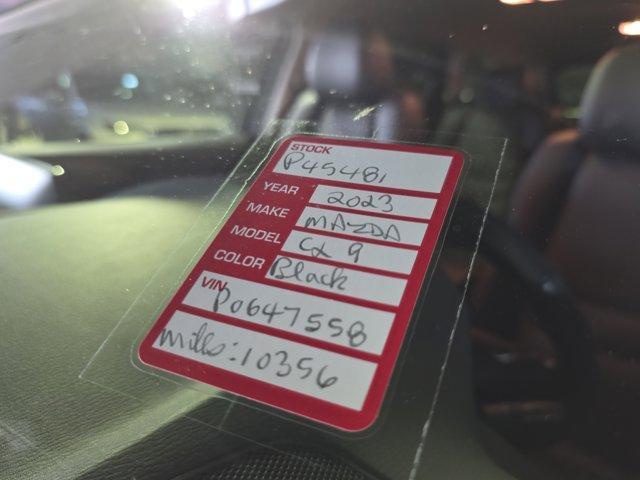 STOCK
P45481
YEAR 2023
MAKE MAZDA
MODEL CX 9
COLOR Black
VIN P0647558
Miles: 10356